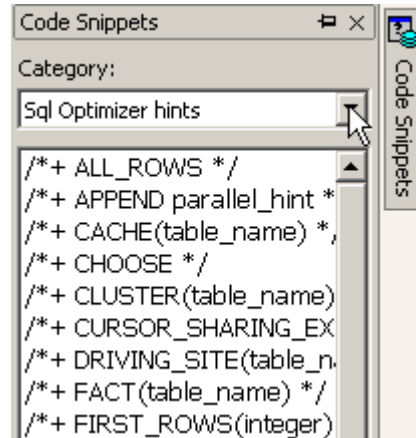 Code Snippets
Category:
Sql Optimizer hints
/*+ ALL_ROWS */
/*+ APPEND parallel_hint *
/*+ CACHE(table_name) */
/*+ CHOOSE */
/*+ CLUSTER(table_name)
/*+ CURSOR_SHARING_EX
/*+ DRIVING_SITE(table_n
/*+ FACT(table_name) */
/*+ FIRST_ROWS(integer)
Code Snippets